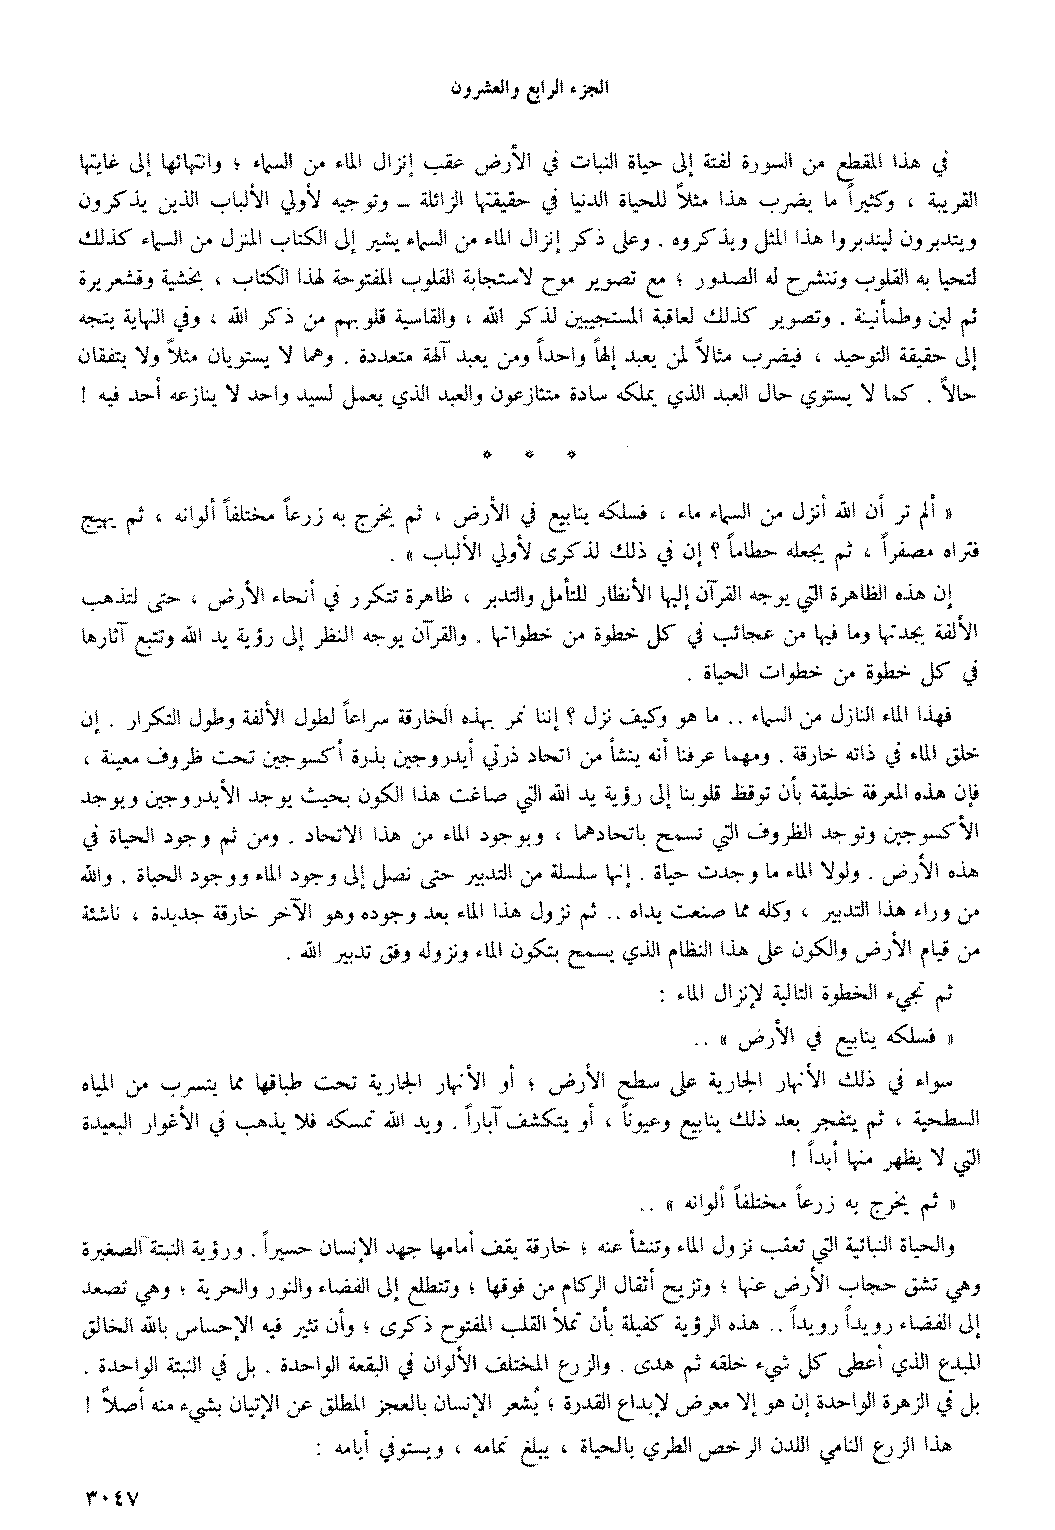 الجزء الرابع والعشرون
في هذا المقطع من السورة لفتة إلى حياة النبات في الأرض عقب إنزال الماء من السماء ؛ وانتهائها إلى غايتها
القريبة ، وكثيراً ما يضرب هذا مثلاً للحياة الدنيا في حقيقتها الزائلة – وتوجيه لأولي الألباب الذين يذكرون
ويتدبرون ليتدبروا هذا المثل ويذكروه . وعلى ذكر إنزال الماء من السماء يشير إلى الكتاب المنزل من السماء كذلك
لتحيا به القلوب وتنشرح له الصدور ؛ مع تصوير موح لاستجابة القلوب المفتوحة لهذا الكتاب ، بخشية وقشعريرة
ثم لين وطمأنينة . وتصوير كذلك لعاقبة المستجيبين لذكر الله ، والقاسية قلوبهم من ذكر الله ، وفي النهاية يتجه
إلى حقيقة التوحيد ، فيضرب مثالاً لمن يعبد إلهاً واحداً ومن يعبد آلهة متعددة . وهما لا يستويان مثلاً ولا يتفقان
حالاً . كما لا يستوي حال العبد الذي يملكه سادة متنازعون والعبد الذي يعمل لسيد واحد لا ينازعه أحد فيه !
* * *
« ألم تر أن الله أنزل من السماء ماء ، فسلكه ينابيع في الأرض ، ثم يخرج به زرعاً مختلفاً ألوانه ، ثم يهيج
فتراه مصفراً ، ثم يجعله حطاماً ؟ إن في ذلك لذكرى لأولي الألباب » .
إن هذه الظاهرة التي يوجه القرآن إليها الأنظار للتأمل والتدبر ، ظاهرة تتكرر في أنحاء الأرض ، حتى لتذهب
الألفة بجدتها وما فيها من عجائب في كل خطوة من خطواتها . والقرآن يوجه النظر إلى رؤية يد الله وتتبع آثارها
في كل خطوة من خطوات الحياة .
فهذا الماء النازل من السماء .. ما هو وكيف نزل ؟ إننا نمر بهذه الخارقة سراعاً لطول الألفة وطول التكرار . إن
خلق الماء في ذاته خارقة . ومهما عرفنا أنه ينشأ من اتحاد ذرتي أيدروجين بذرة أكسوجين تحت ظروف معينة ،
فإن هذه المعرفة خليقة بأن توقظ قلوبنا إلى رؤية يد الله التي صاغت هذا الكون بحيث يوجد الأيدروجين ويوجد
الأكسوجين وتوجد الظروف التي تسمح باتحادهما ، وبوجود الماء من هذا الاتحاد . ومن ثم وجود الحياة في
هذه الأرض . ولولا الماء ما وجدت حياة . إنها سلسلة من التدبير حتى نصل إلى وجود الماء ووجود الحياة . والله
من وراء هذا التدبير ، وكله مما صنعت يداه .. ثم نزول هذا الماء بعد وجوده وهو الآخر خارقة جديدة ، ناشئة
من قيام الأرض والكون على هذا النظام الذي يسمح بتكون الماء ونزوله وفق تدبير الله .
ثم تجيء الخطوة التالية لإنزال الماء :
« فسلكه ينابيع في الأرض » ..
سواء في ذلك الأنهار الجارية على سطح الأرض ؛ أو الأنهار الجارية تحت طباقها مما يتسرب من المياه
السطحية ، ثم يتفجر بعد ذلك ينابيع وعيوناً ، أو يتكشف آباراً . ويد الله تمسكه فلا يذهب في الأغوار البعيدة
التي لا يظهر منها أبداً !
« ثم يخرج به زرعاً مختلفاً ألوانه » ..
والحياة النباتية التي تعقب نزول الماء وتنشأ عنه ؛ خارقة يقف أمامها جهد الإنسان حسيراً . ورؤية النبتة الصغيرة
وهي تشق حجاب الأرض عنها ؛ وتزيح أثقال الركام من فوقها ؛ وتتطلع إلى الفضاء والنور والحرية ؛ وهي تصعد
إلى الفضاء رويداً رويداً .. هذه الرؤية كفيلة بأن تملأ القلب المفتوح ذكرى ؛ وأن تثير فيه الإحساس بالله الخالق
المبدع الذي أعطى كل شيء خلقه ثم هدى . والزرع المختلف الألوان في البقعة الواحدة . بل في النبتة الواحدة .
بل في الزهرة الواحدة إن هو إلا معرض لإبداع القدرة ؛ يُشعر الإنسان بالعجز المطلق عن الإتيان بشيء منه أصلاً !
هذا الزرع النامي اللدن الرخص الطري بالحياة ، يبلغ تمامه ، ويستوفي أيامه :
٣٠٤٧